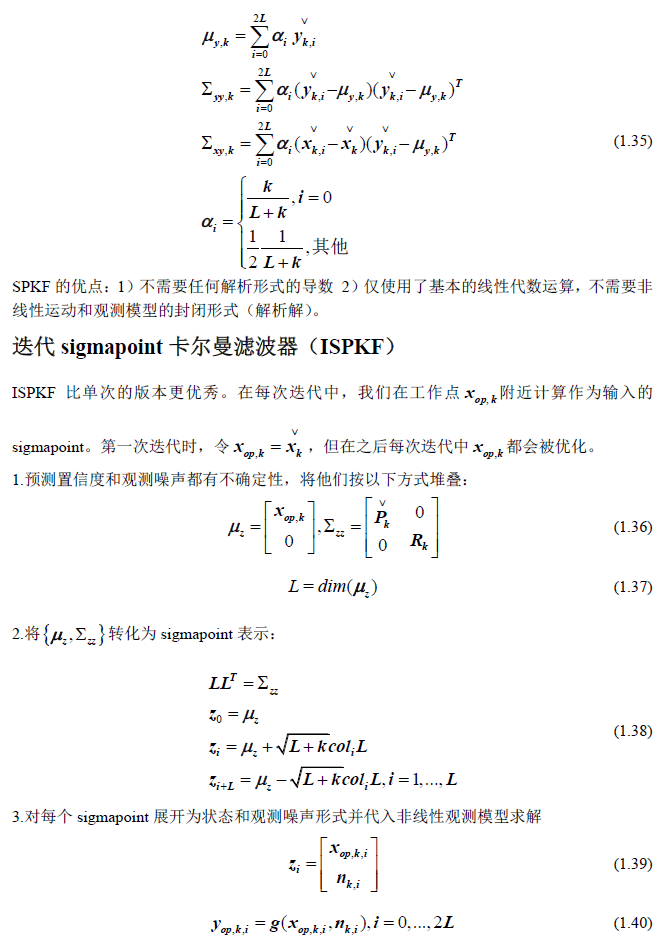 $\mu_{y,k} = \sum_{i=0}^{2L} \alpha_i \check{y}_{k,i}$
$\Sigma_{yy,k} = \sum_{i=0}^{2L} \alpha_i (\check{y}_{k,i} - \mu_{y,k})(\check{y}_{k,i} - \mu_{y,k})^T$
$\Sigma_{xy,k} = \sum_{i=0}^{2L} \alpha_i (\check{x}_{k,i} - \check{x}_k)(\check{y}_{k,i} - \mu_{y,k})^T$ (1.35)
$\alpha_i = \begin{cases} \frac{k}{L+k}, i=0 \\ \frac{1}{2}\frac{1}{L+k}, 其他 \end{cases}$
SPKF 的优点：1）不需要任何解析形式的导数 2）仅使用了基本的线性代数运算，不需要非
线性运动和观测模型的封闭形式（解析解）。
迭代 sigmapoint 卡尔曼滤波器（ISPKF）
ISPKF 比单次的版本更优秀。在每次迭代中，我们在工作点 $x_{op,k}$ 附近计算作为输入的
sigmapoint。第一次迭代时，令 $x_{op,k} = \check{x}_k$ ，但在之后每次迭代中 $x_{op,k}$ 都会被优化。
1.预测置信度和观测噪声都有不确定性，将他们按以下方式堆叠：
$\mu_z = \begin{bmatrix} x_{op,k} \\ 0 \end{bmatrix}, \Sigma_{zz} = \begin{bmatrix} \check{P}_k & 0 \\ 0 & R_k \end{bmatrix}$ (1.36)
$L = dim(\mu_z)$ (1.37)
2.将 $\{\mu_z, \Sigma_{zz}\}$ 转化为 sigmapoint 表示：
$LL^T = \Sigma_{zz}$
$z_0 = \mu_z$
$z_i = \mu_z + \sqrt{L+k} col_i L$ (1.38)
$z_{i+L} = \mu_z - \sqrt{L+k} col_i L, i=1,...,L$
3.对每个 sigmapoint 展开为状态和观测噪声形式并代入非线性观测模型求解
$z_i = \begin{bmatrix} x_{op,k,i} \\ n_{k,i} \end{bmatrix}$ (1.39)
$y_{op,k,i} = g(x_{op,k,i}, n_{k,i}), i=0,...,2L$ (1.40)